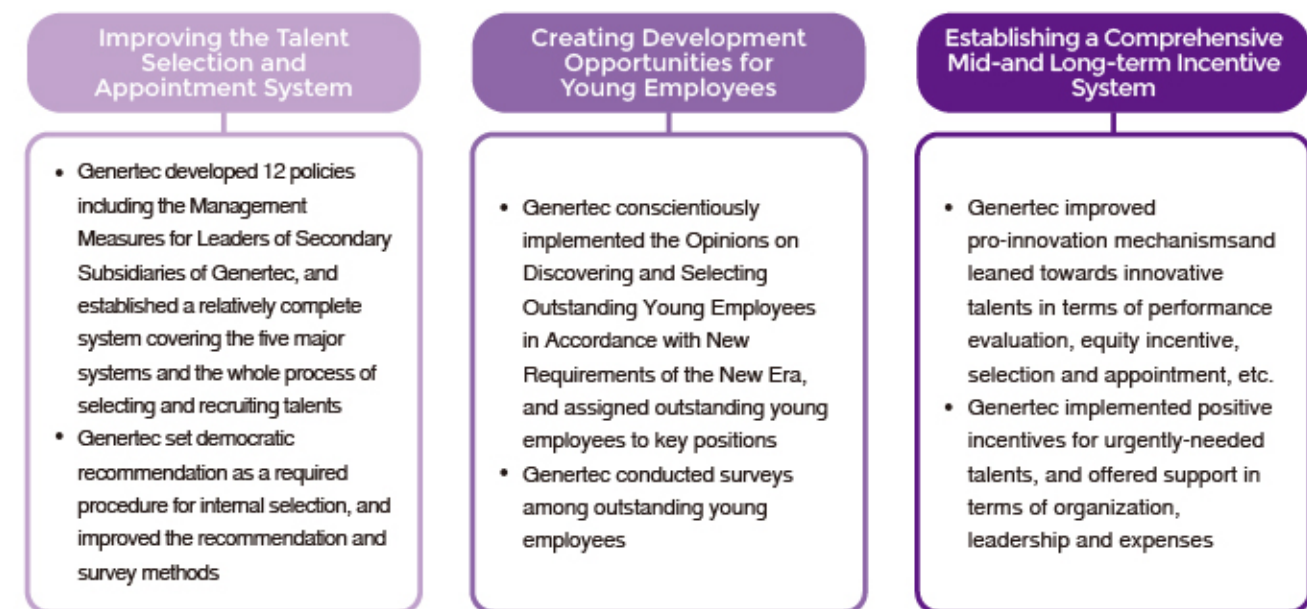 Improving the Talent
Selection and
Appointment System
• Genertec developed 12 policies
including the Management
Measures for Leaders of Secondary
Subsidiaries of Genertec, and
established a relatively complete
system covering the five major
systems and the whole process of
selecting and recruiting talents
• Genertec set democratic
recommendation as a required
procedure for internal selection, and
improved the recommendation and
survey methods
Creating Development
Opportunities for
Young Employees
• Genertec conscientiously
implemented the Opinions on
Discovering and Selecting
Outstanding Young Employees
in Accordance with New
Requirements of the New Era,
and assigned outstanding young
employees to key positions
• Genertec conducted surveys
among outstanding young
employees
Establishing a Comprehensive
Mid-and Long-term Incentive
System
• Genertec improved
pro-innovation mechanismsand
leaned towards innovative
talents in terms of performance
evaluation, equity incentive,
selection and appointment, etc.
• Genertec implemented positive
incentives for urgently-needed
talents, and offered support in
terms of organization,
leadership and expenses